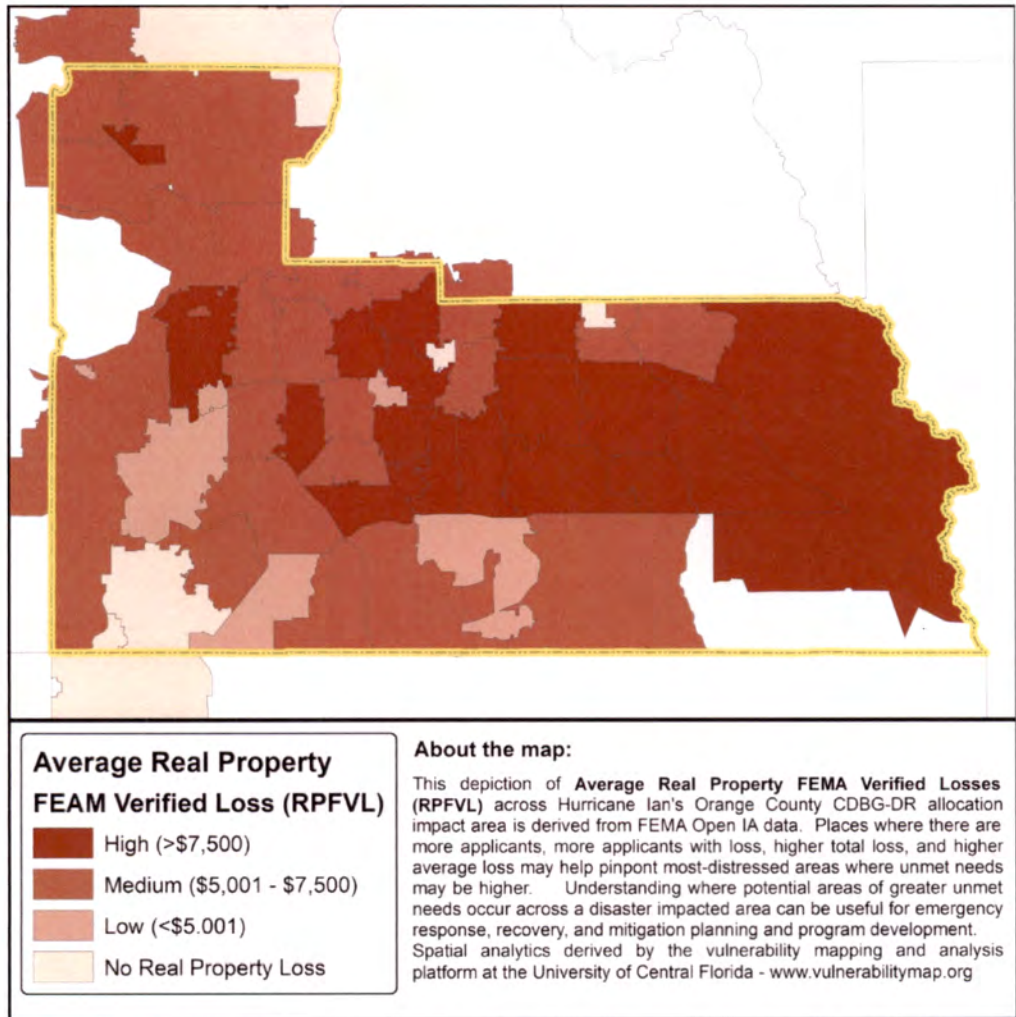 Average Real Property
FEAM Verified Loss (RPFVL)
High (>$7,500)
Medium ($5,001 - $7,500)
Low (<$5.001)
No Real Property Loss
About the map:
This depiction of Average Real Property FEMA Verified Losses
(RPFVL) across Hurricane Ian's Orange County CDBG-DR allocation
impact area is derived from FEMA Open IA data. Places where there are
more applicants, more applicants with loss, higher total loss, and higher
average loss may help pinpont most-distressed areas where unmet needs
may be higher. Understanding where potential areas of greater unmet
needs occur across a disaster impacted area can be useful for emergency
response, recovery, and mitigation planning and program development.
Spatial analytics derived by the vulnerability mapping and analysis
platform at the University of Central Florida - www.vulnerabilitymap.org